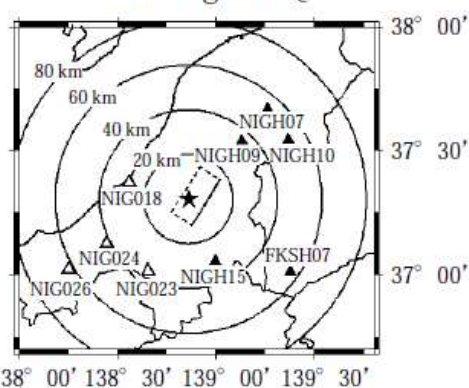 38° 00'
80 km
60 km
NIGH07
40 km
37° 30'
20 km NIGH09 NIGH10
NIG018
NIG024
FKSH07
37° 00'
NIG026 NIG023 NIGH15
38° 00' 138° 30' 139° 00' 139° 30'